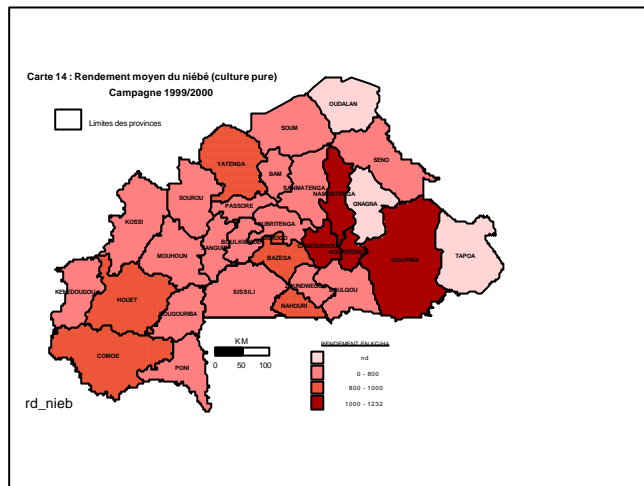 Carte 14 : Rendement moyen du niébé (culture pure)
Campagne 1999/2000
Limites des provinces
OUDALAN
SOUM
YATENGA
SENO
BAM
SANMATENGA
NAMENTENGA
GNAGNA
SOUROU
PASSORE
KOSSI
OUBRITENGA
BOULKIEMDE
MOUHOUN
BAZEGA
GOURMA
TAPOA
KENEDOUGOU
HOUET
SISSILI
BOULGOU
NAHOURI
BOUGOURIBA
COMOE
PONI
KM
0 50 100
RENDEMENT EN KG/HA
nd
0 - 800
800 - 1000
1000 - 1232
rd_nieb